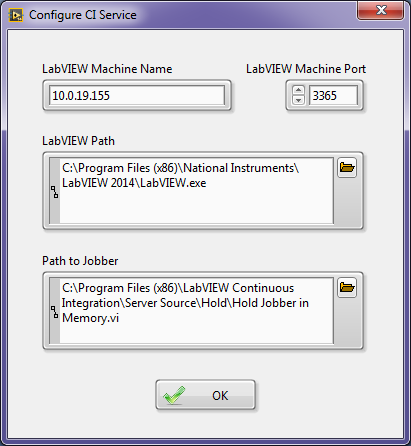 Configure CI Service
LabVIEW Machine Name
LabVIEW Machine Port
10.0.19.155
3365
LabVIEW Path
C:\Program Files (x86)\National Instruments\
LabVIEW 2014\LabVIEW.exe
Path to Jobber
C:\Program Files (x86)\LabVIEW Continuous
Integration\Server Source\Hold\Hold Jobber in
Memory.vi
OK